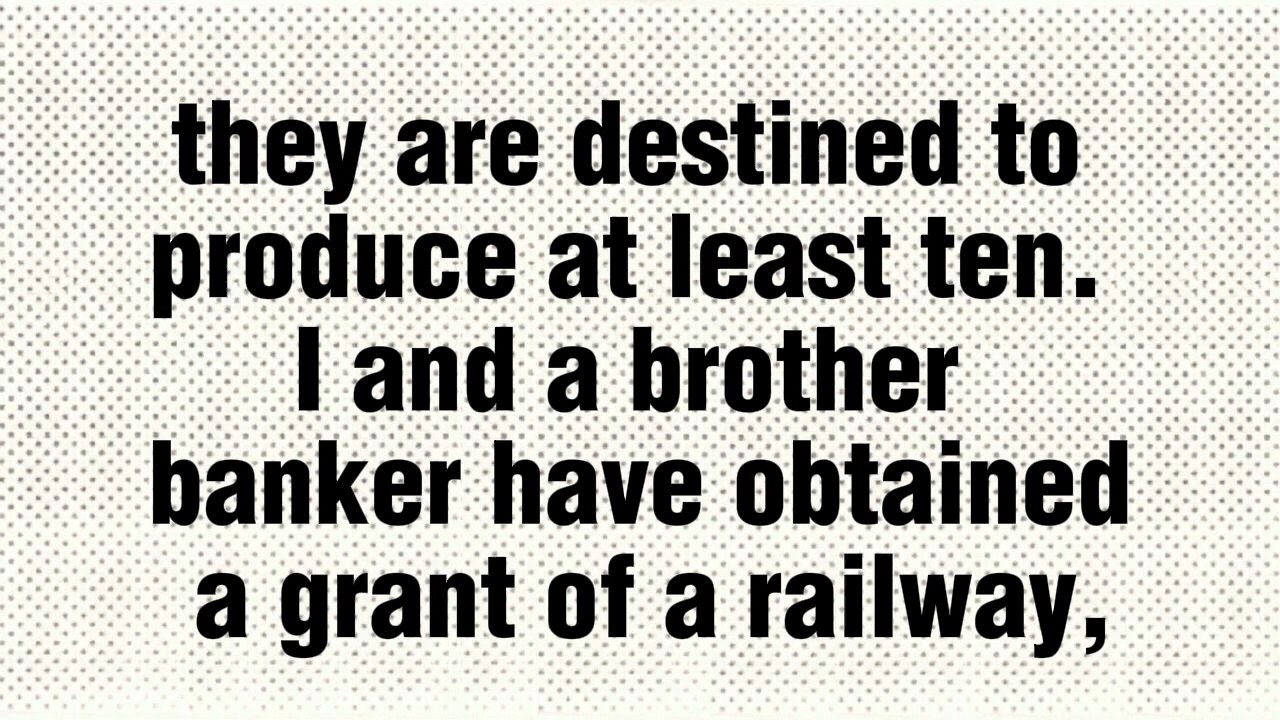 they are destined to
produce at least ten.
I and a brother
banker have obtained
a grant of a railway,